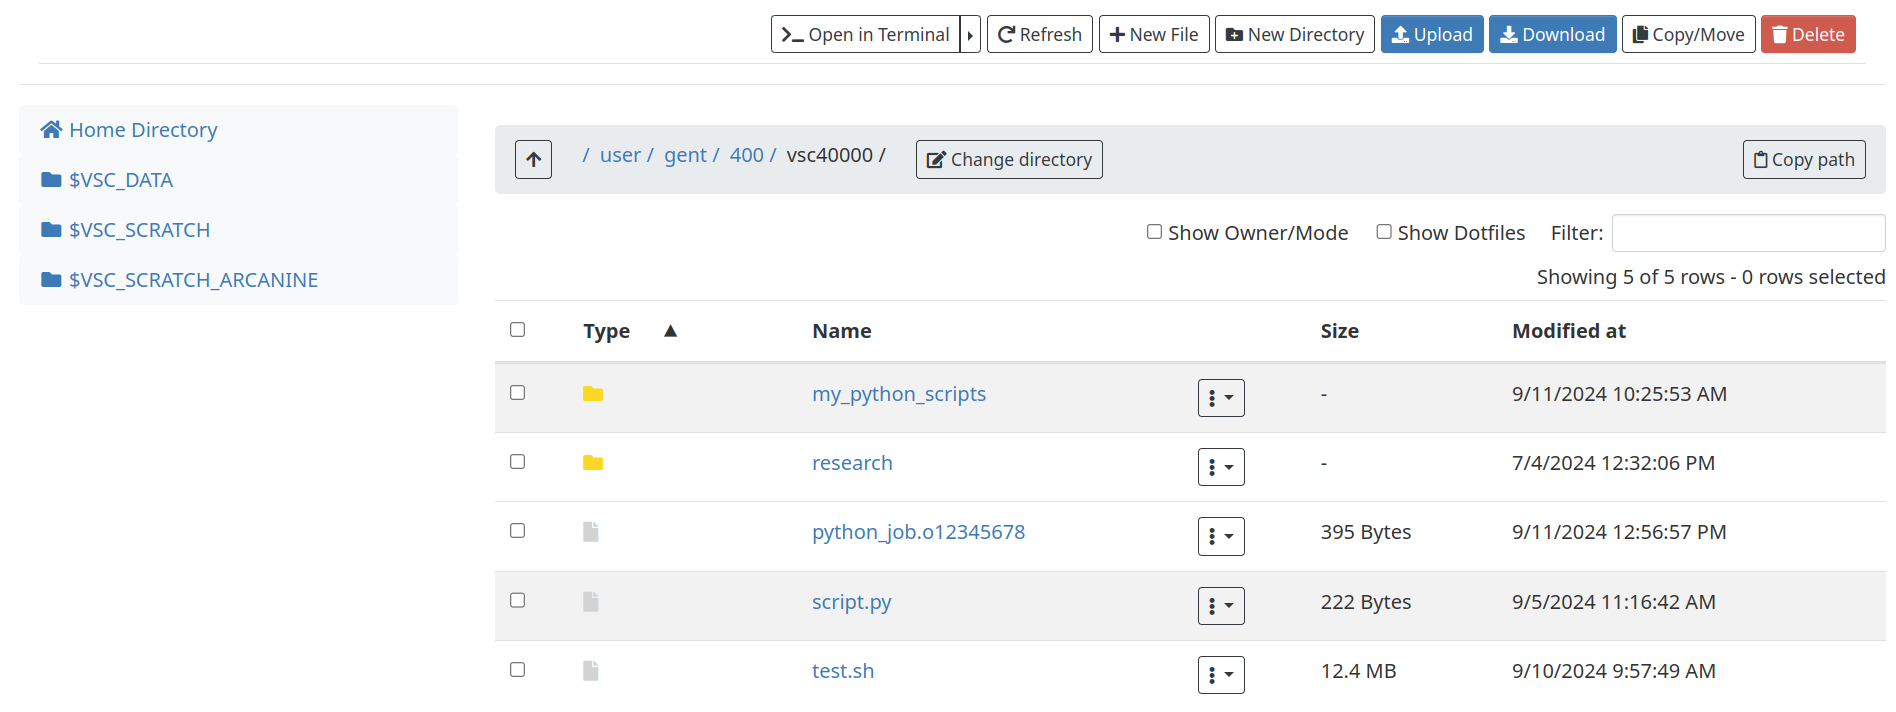 Open in Terminal Refresh New File New Directory Upload Download Copy/Move Delete
Home Directory
$VSC_DATA
$VSC_SCRATCH
$VSC_SCRATCH_ARCANINE
/ user / gent / 400 / vsc40000 / Change directory Copy path
Show Owner/Mode Show Dotfiles Filter:
Showing 5 of 5 rows - 0 rows selected
Type Name Size Modified at
my_python_scripts - 9/11/2024 10:25:53 AM
research - 7/4/2024 12:32:06 PM
python_job.o12345678 395 Bytes 9/11/2024 12:56:57 PM
script.py 222 Bytes 9/5/2024 11:16:42 AM
test.sh 12.4 MB 9/10/2024 9:57:49 AM